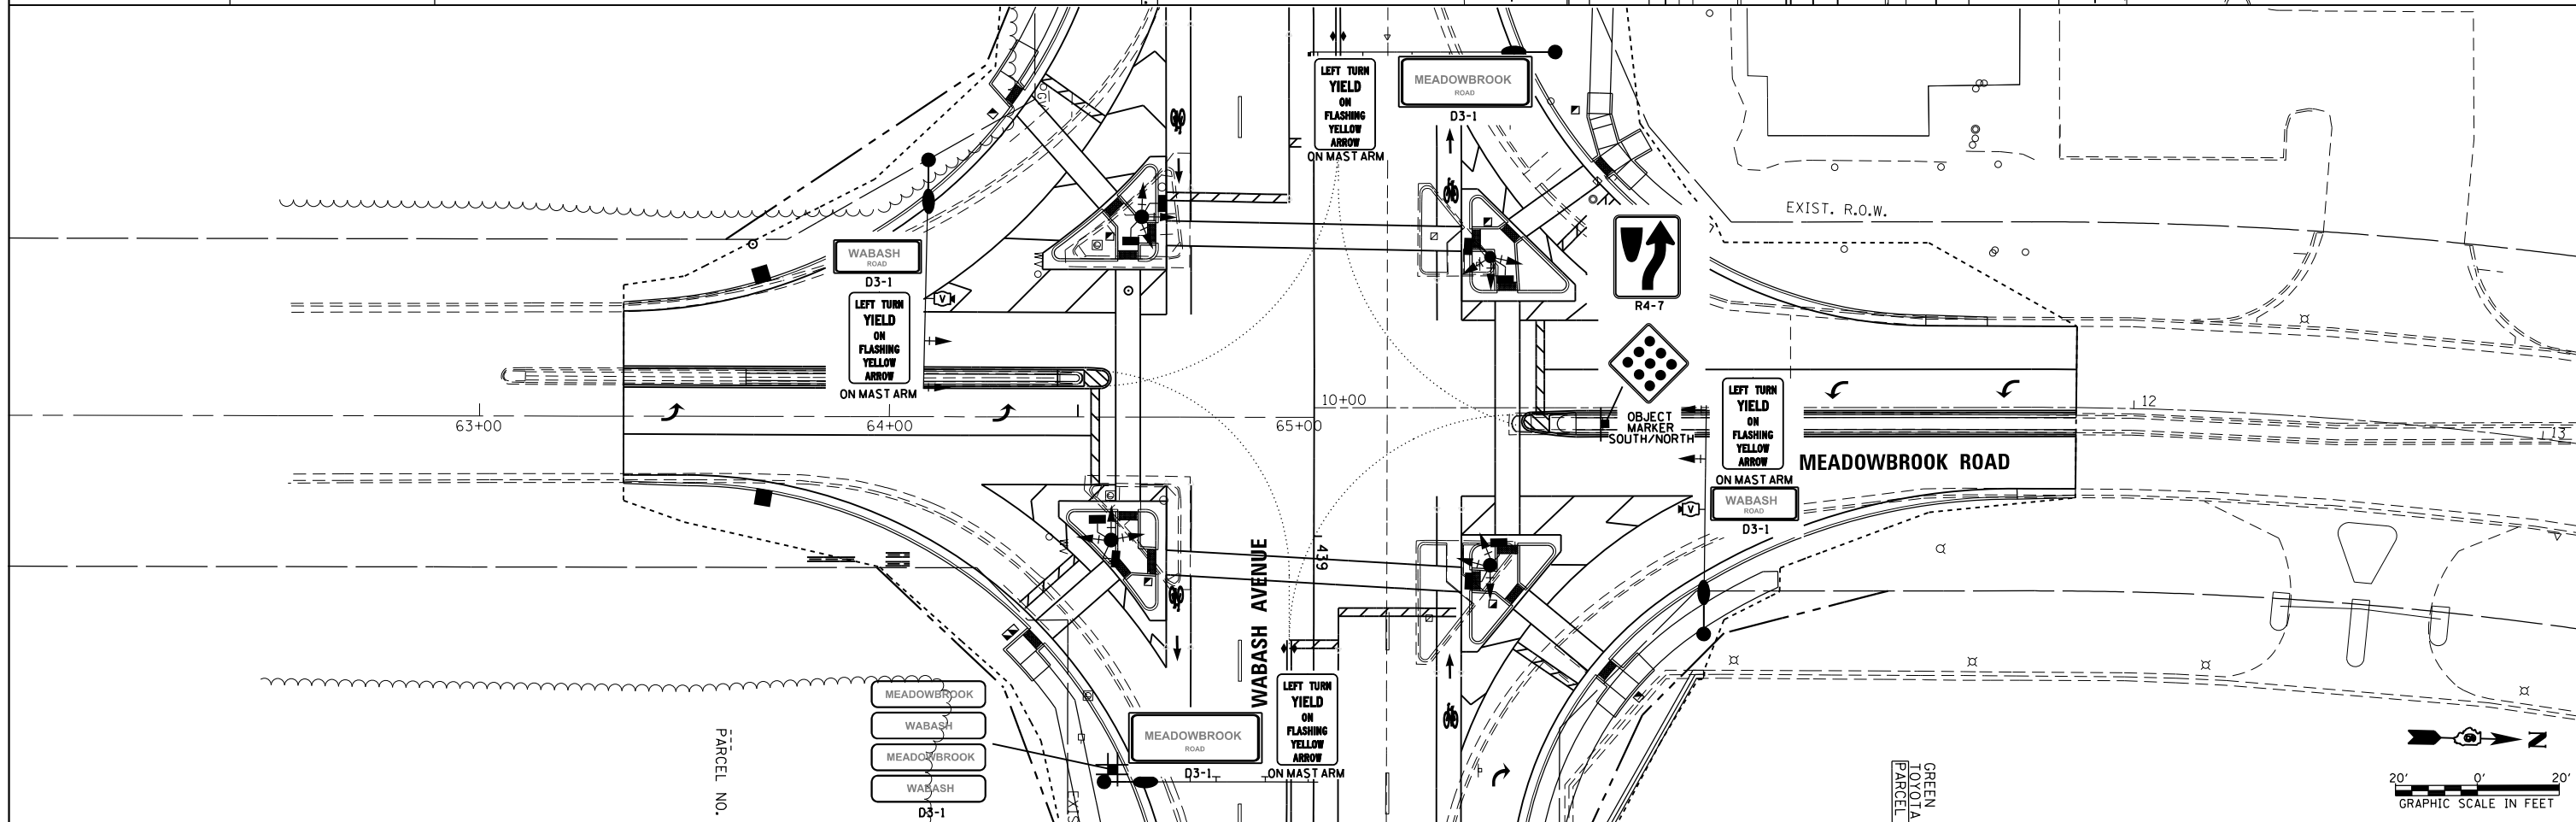 LEFT TURN
YIELD
ON
FLASHING
YELLOW
ARROW
ON MAST ARM
MEADOWBROOK
ROAD
D3-1
EXIST. R.O.W.
WABASH
ROAD
D3-1
LEFT TURN
YIELD
ON
FLASHING
YELLOW
ARROW
ON MAST ARM
R4-7
OBJECT
MARKER
SOUTH/NORTH
LEFT TURN
YIELD
ON
FLASHING
YELLOW
ARROW
ON MAST ARM
WABASH
ROAD
D3-1
V
V
63+00
64+00
65+00
10+00
12
13
MEADOWBROOK ROAD
439
WABASH AVENUE
MEADOWBROOK
WABASH
MEADOWBROOK
WABASH
D3-1
MEADOWBROOK
ROAD
D3-1
LEFT TURN
YIELD
ON
FLASHING
YELLOW
ARROW
ON MAST ARM
PARCEL NO.
EXIS
GREEN
TOYOTA
PARCEL
N
20' 0' 20'
GRAPHIC SCALE IN FEET